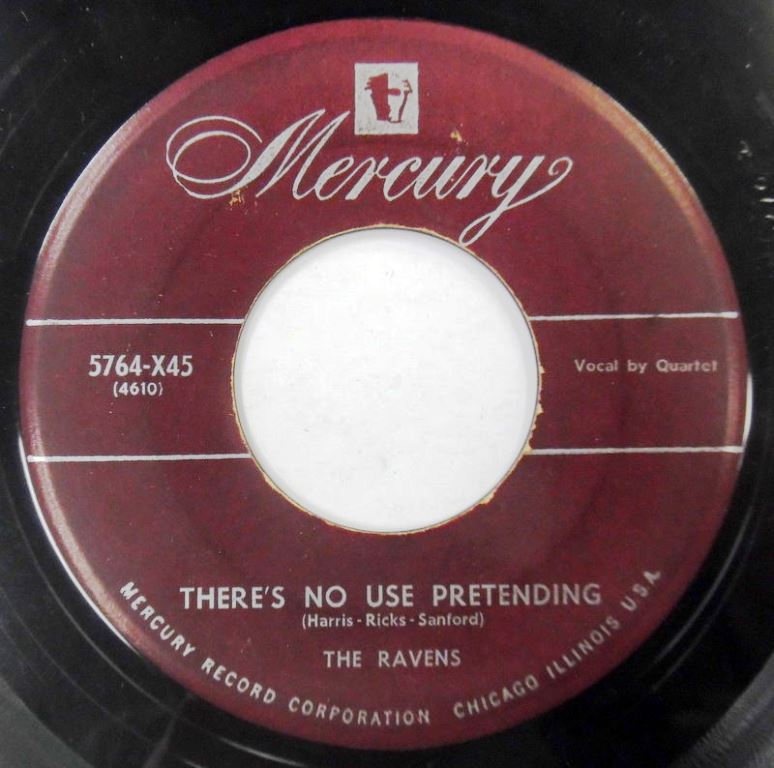 Mercury
5764-X45
(4610)
Vocal by Quartet
THERE'S NO USE PRETENDING
(Harris - Ricks - Sanford)
THE RAVENS
MERCURY RECORD CORPORATION CHICAGO ILLINOIS U.S.A.